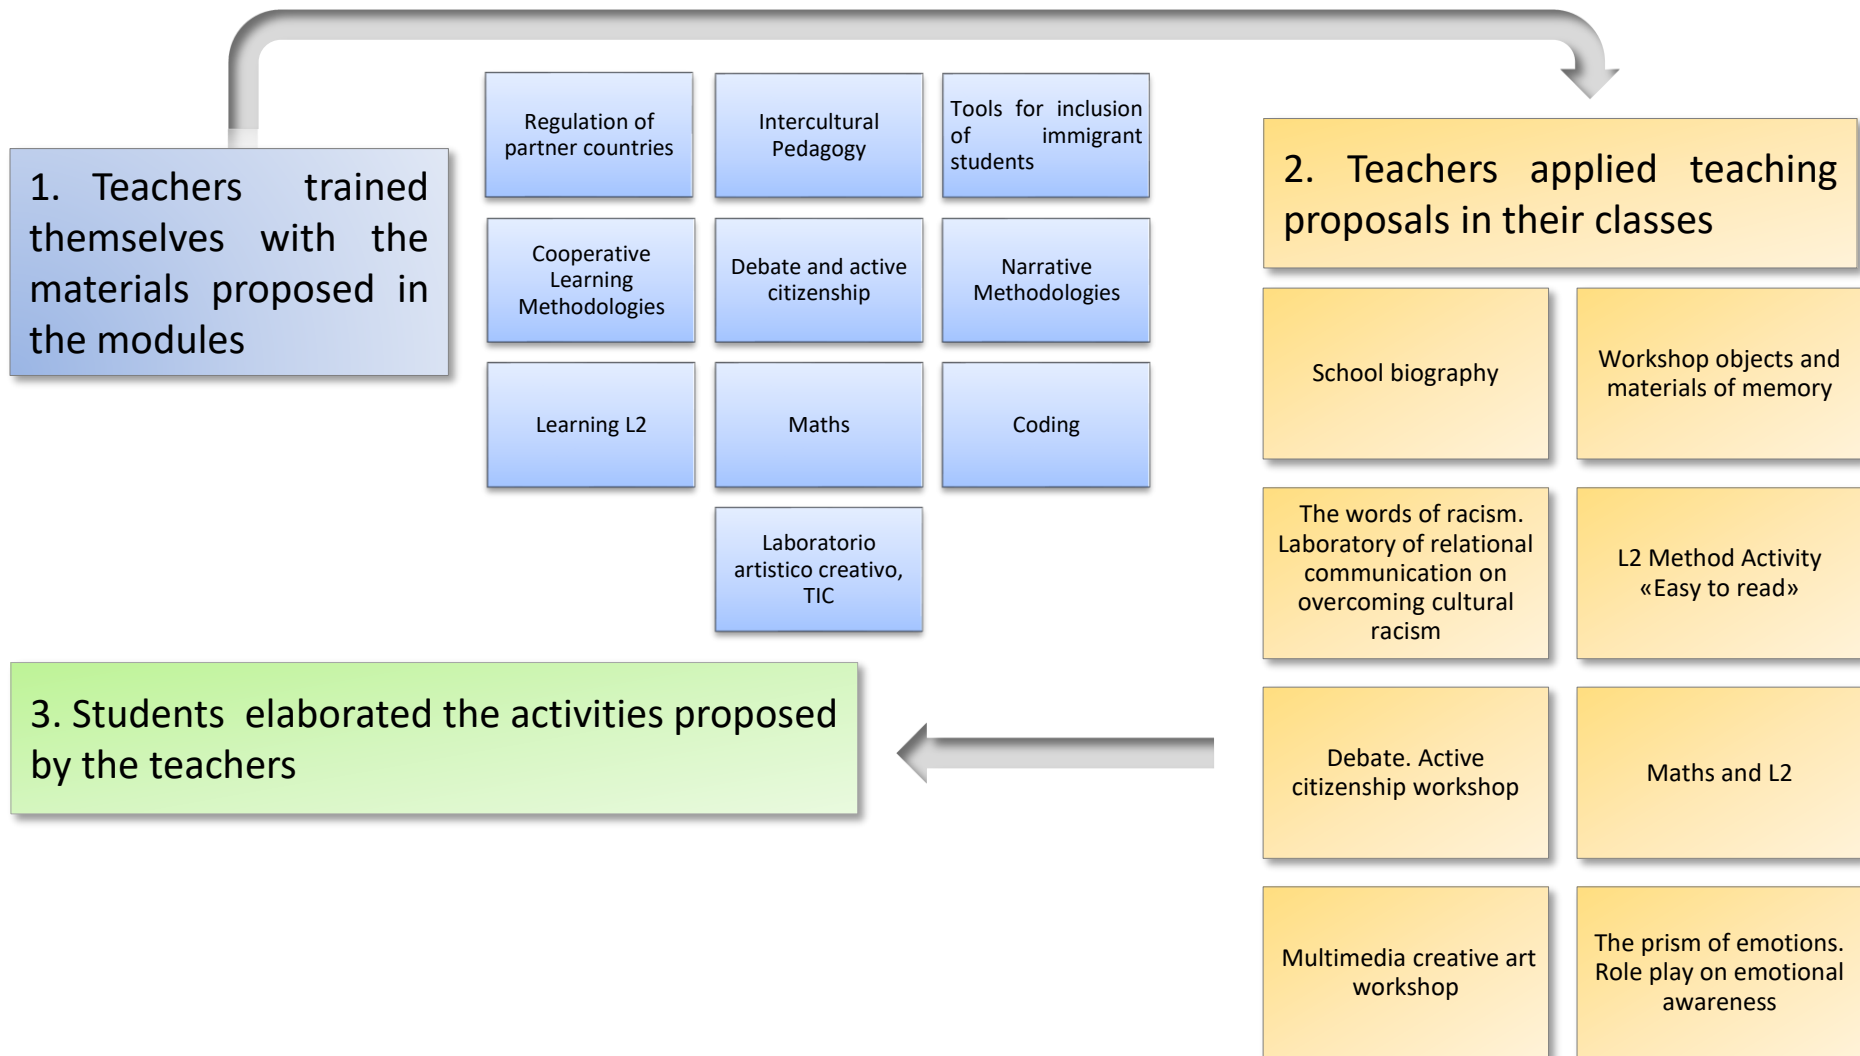 1. Teachers trained
themselves with the
materials proposed in
the modules
Regulation of
partner countries
Intercultural
Pedagogy
Tools for inclusion
of immigrant
students
Cooperative
Learning
Methodologies
Debate and active
citizenship
Narrative
Methodologies
Learning L2
Maths
Coding
Laboratorio
artistico creativo,
TIC
2. Teachers applied teaching
proposals in their classes
School biography
Workshop objects and
materials of memory
The words of racism.
Laboratory of relational
communication on
overcoming cultural
racism
L2 Method Activity
«Easy to read»
Debate. Active
citizenship workshop
Maths and L2
Multimedia creative art
workshop
The prism of emotions.
Role play on emotional
awareness
3. Students elaborated the activities proposed
by the teachers